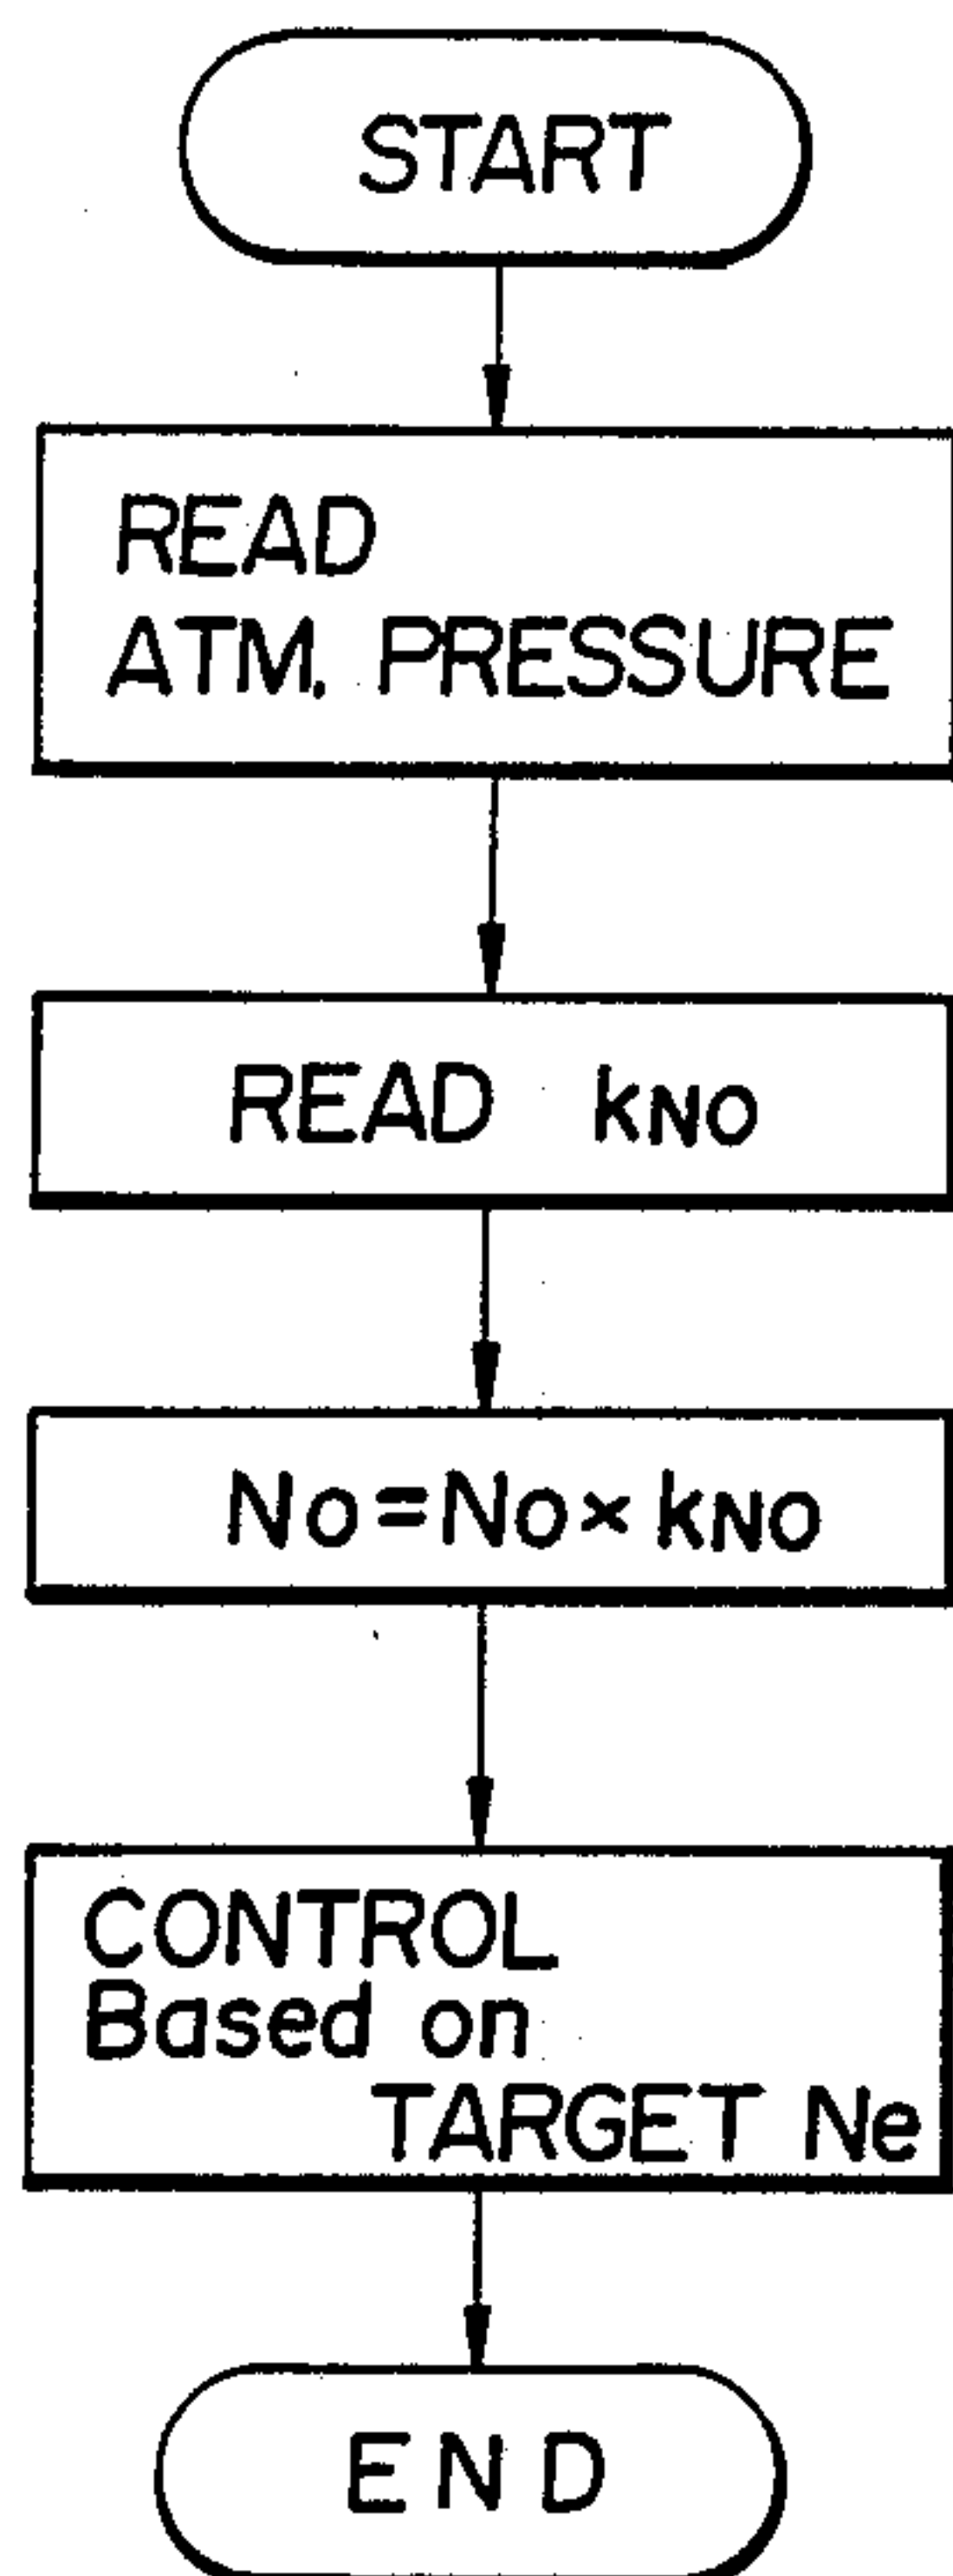 START
READ
ATM. PRESSURE
READ kNO
No=No×kNO
CONTROL
Based on
TARGET Ne
END